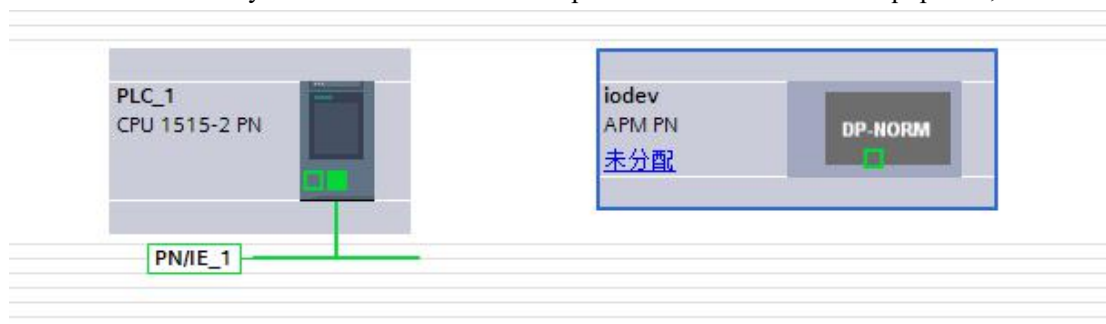 PLC_1
CPU 1515-2 PN
iodev
APM PN
未分配
DP-NORM
PN/IE_1